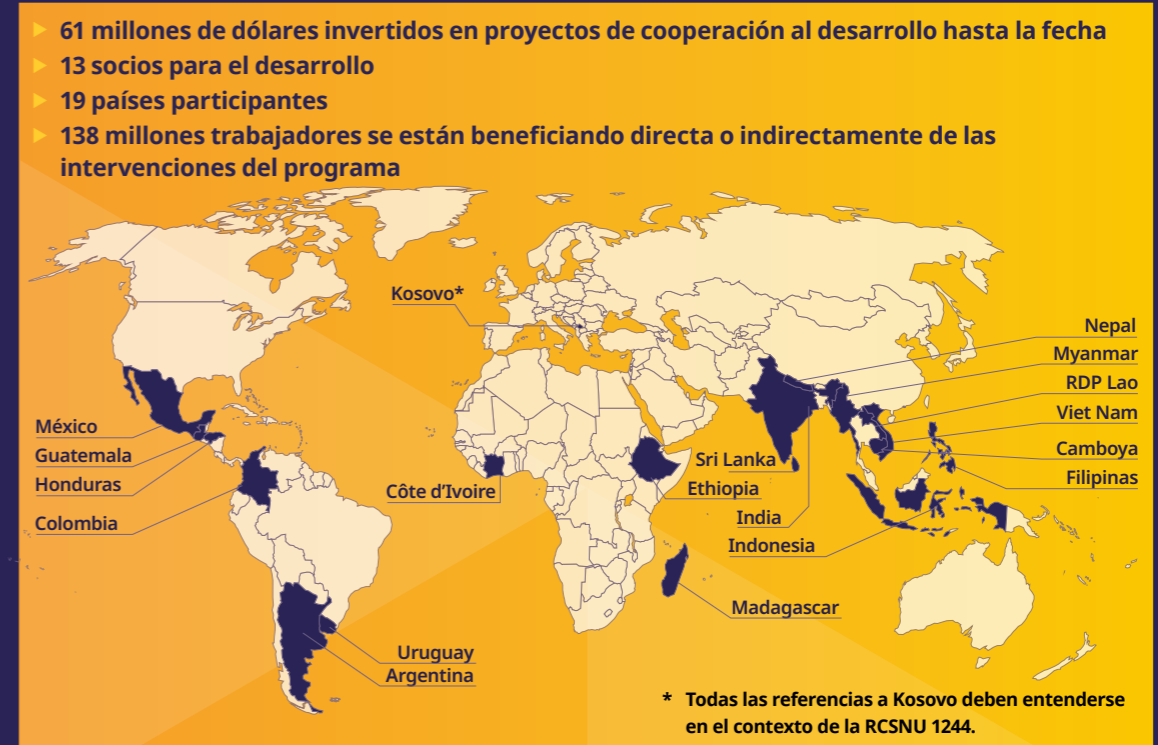 61 millones de dólares invertidos en proyectos de cooperación al desarrollo hasta la fecha
13 socios para el desarrollo
19 países participantes
138 millones trabajadores se están beneficiando directa o indirectamente de las
intervenciones del programa
Kosovo*
Nepal
Myanmar
RDP Lao
Viet Nam
Camboya
Filipinas
México
Guatemala
Honduras
Colombia
Côte d'Ivoire
Sri Lanka
Ethiopia
India
Indonesia
Madagascar
Uruguay
Argentina
* Todas las referencias a Kosovo deben entenderse
en el contexto de la RCSNU 1244.